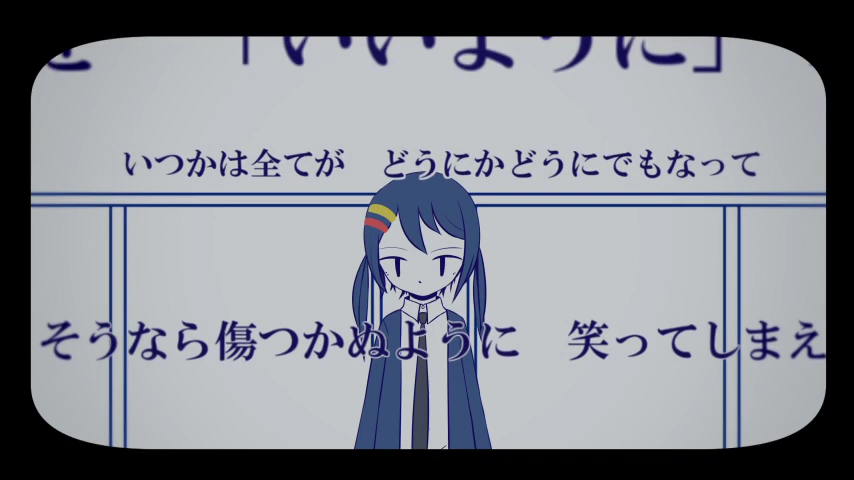 「いいように」
いつかは全てが　どうにかどうにでもなって
そうなら傷つかぬように　笑ってしまえ